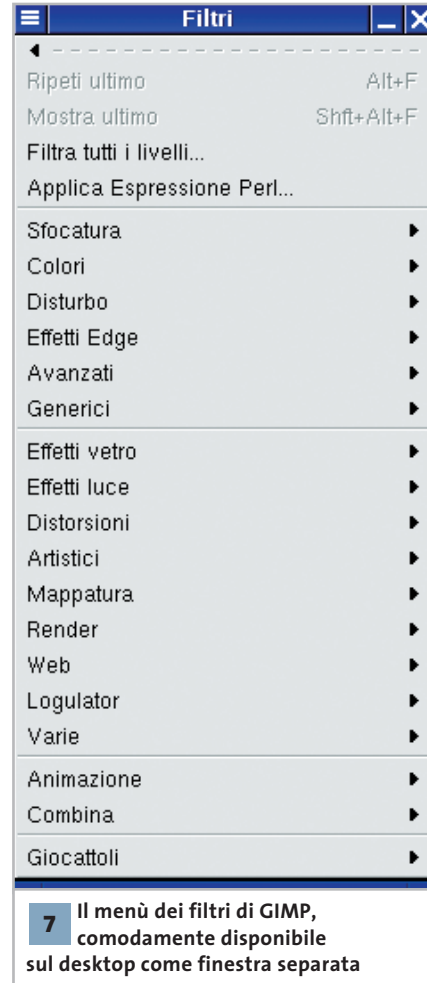 Filtri
Ripeti ultimo Alt+F
Mostra ultimo Shft+Alt+F
Filtra tutti i livelli...
Applica Espressione Perl...
Sfocatura
Colori
Disturbo
Effetti Edge
Avanzati
Generici
Effetti vetro
Effetti luce
Distorsioni
Artistici
Mappatura
Render
Web
Logulator
Varie
Animazione
Combina
Giocattoli
7 Il menù dei filtri di GIMP,
comodamente disponibile
sul desktop come finestra separata